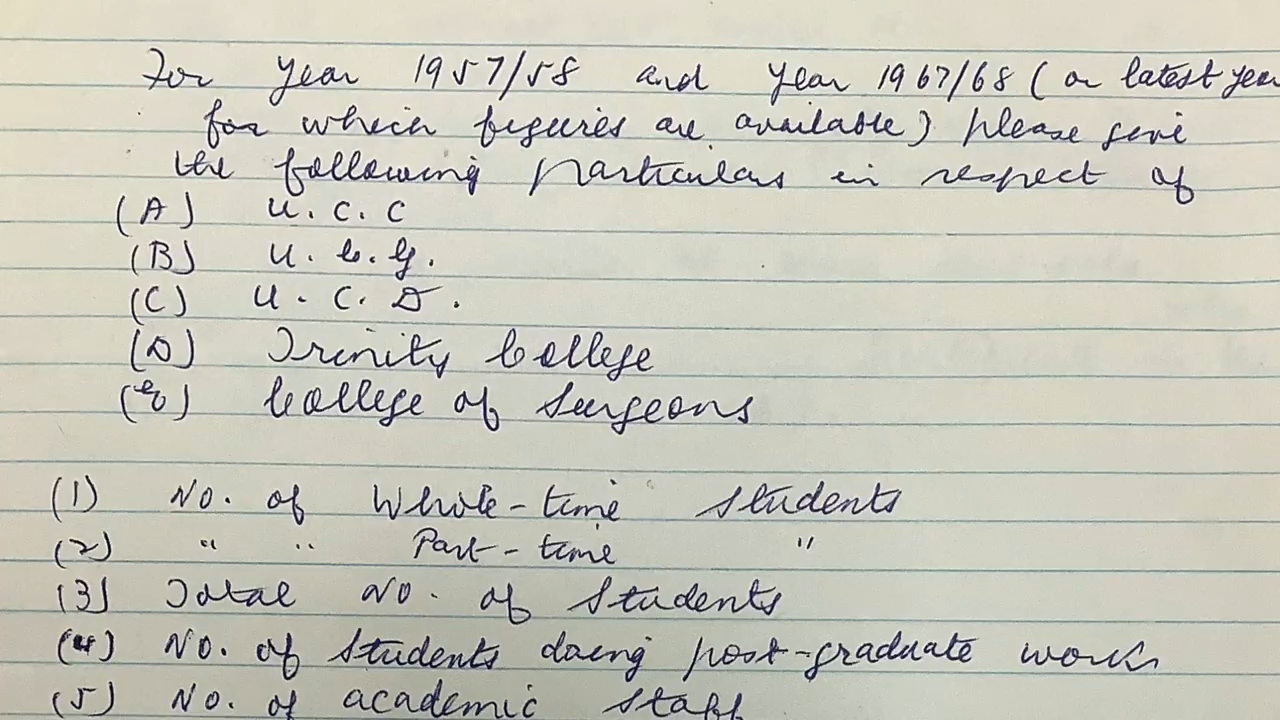 For Year 1957/58 and Year 1967/68 (or latest year
for which figures are available) please give
the following particulars in respect of
(A) U.C.C
(B) U.C.G.
(C) U.C.D.
(D) Trinity College
(E) College of Surgeons
(1) No. of Whole-time Students
(2) " " Part-time "
(3) Total No. of Students
(4) No. of Students doing post-graduate work
(5) No. of academic staff